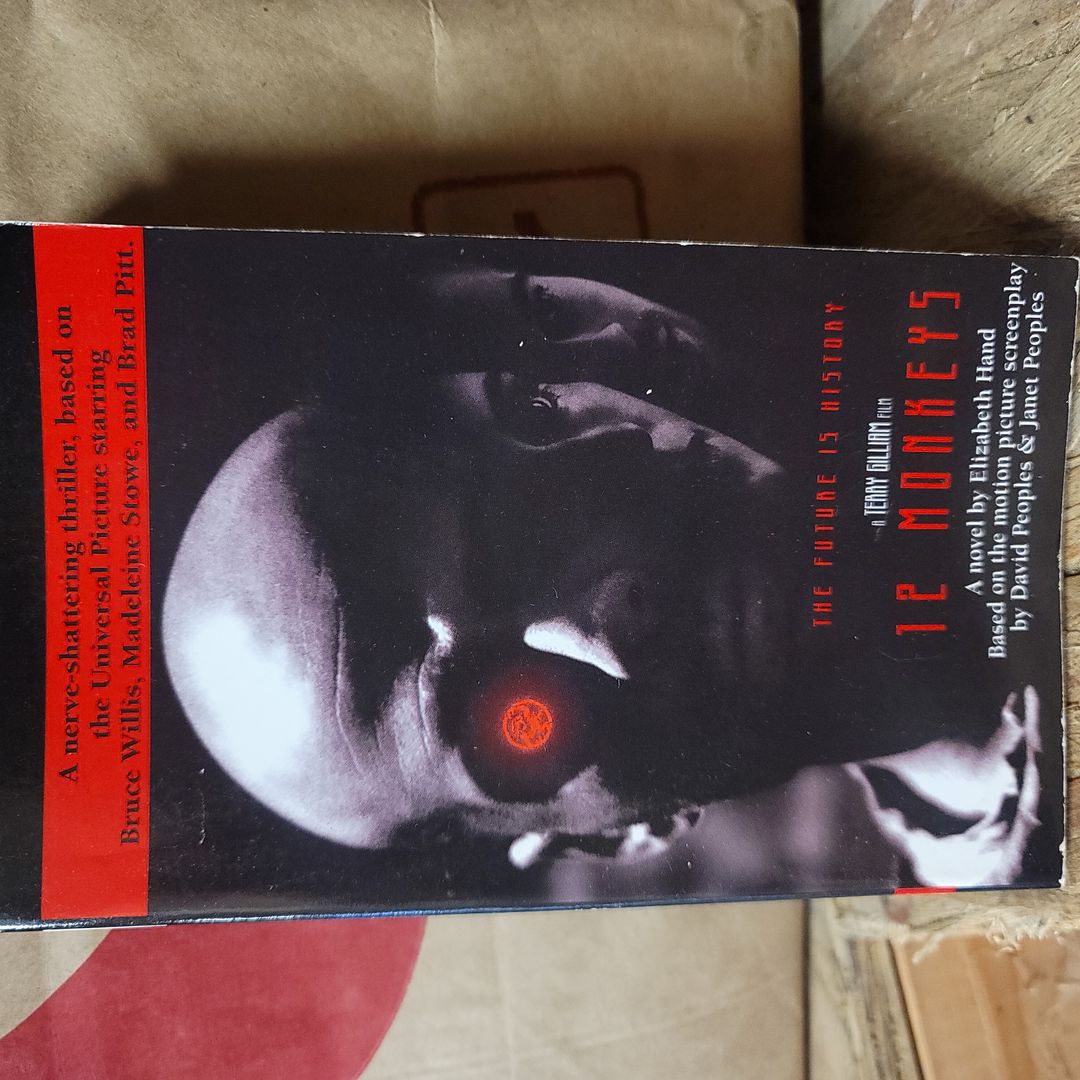 A nerve-shattering thriller, based on
the Universal Picture starring
Bruce Willis, Madeleine Stowe, and Brad Pitt.
THE FUTURE IS HISTORY
A TERRY GILLIAM FILM
12 MONKEYS
A novel by Elizabeth Hand
Based on the motion picture screenplay
by David Peoples & Janet Peoples